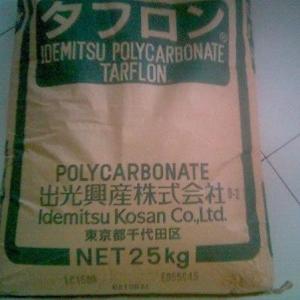 タフロン®
IDEMITSU POLYCARBONATE
TARFLON
POLYCARBONATE
出光興産株式会社
Idemitsu Kosan Co.,Ltd.
東京都千代田区
NET 25kg